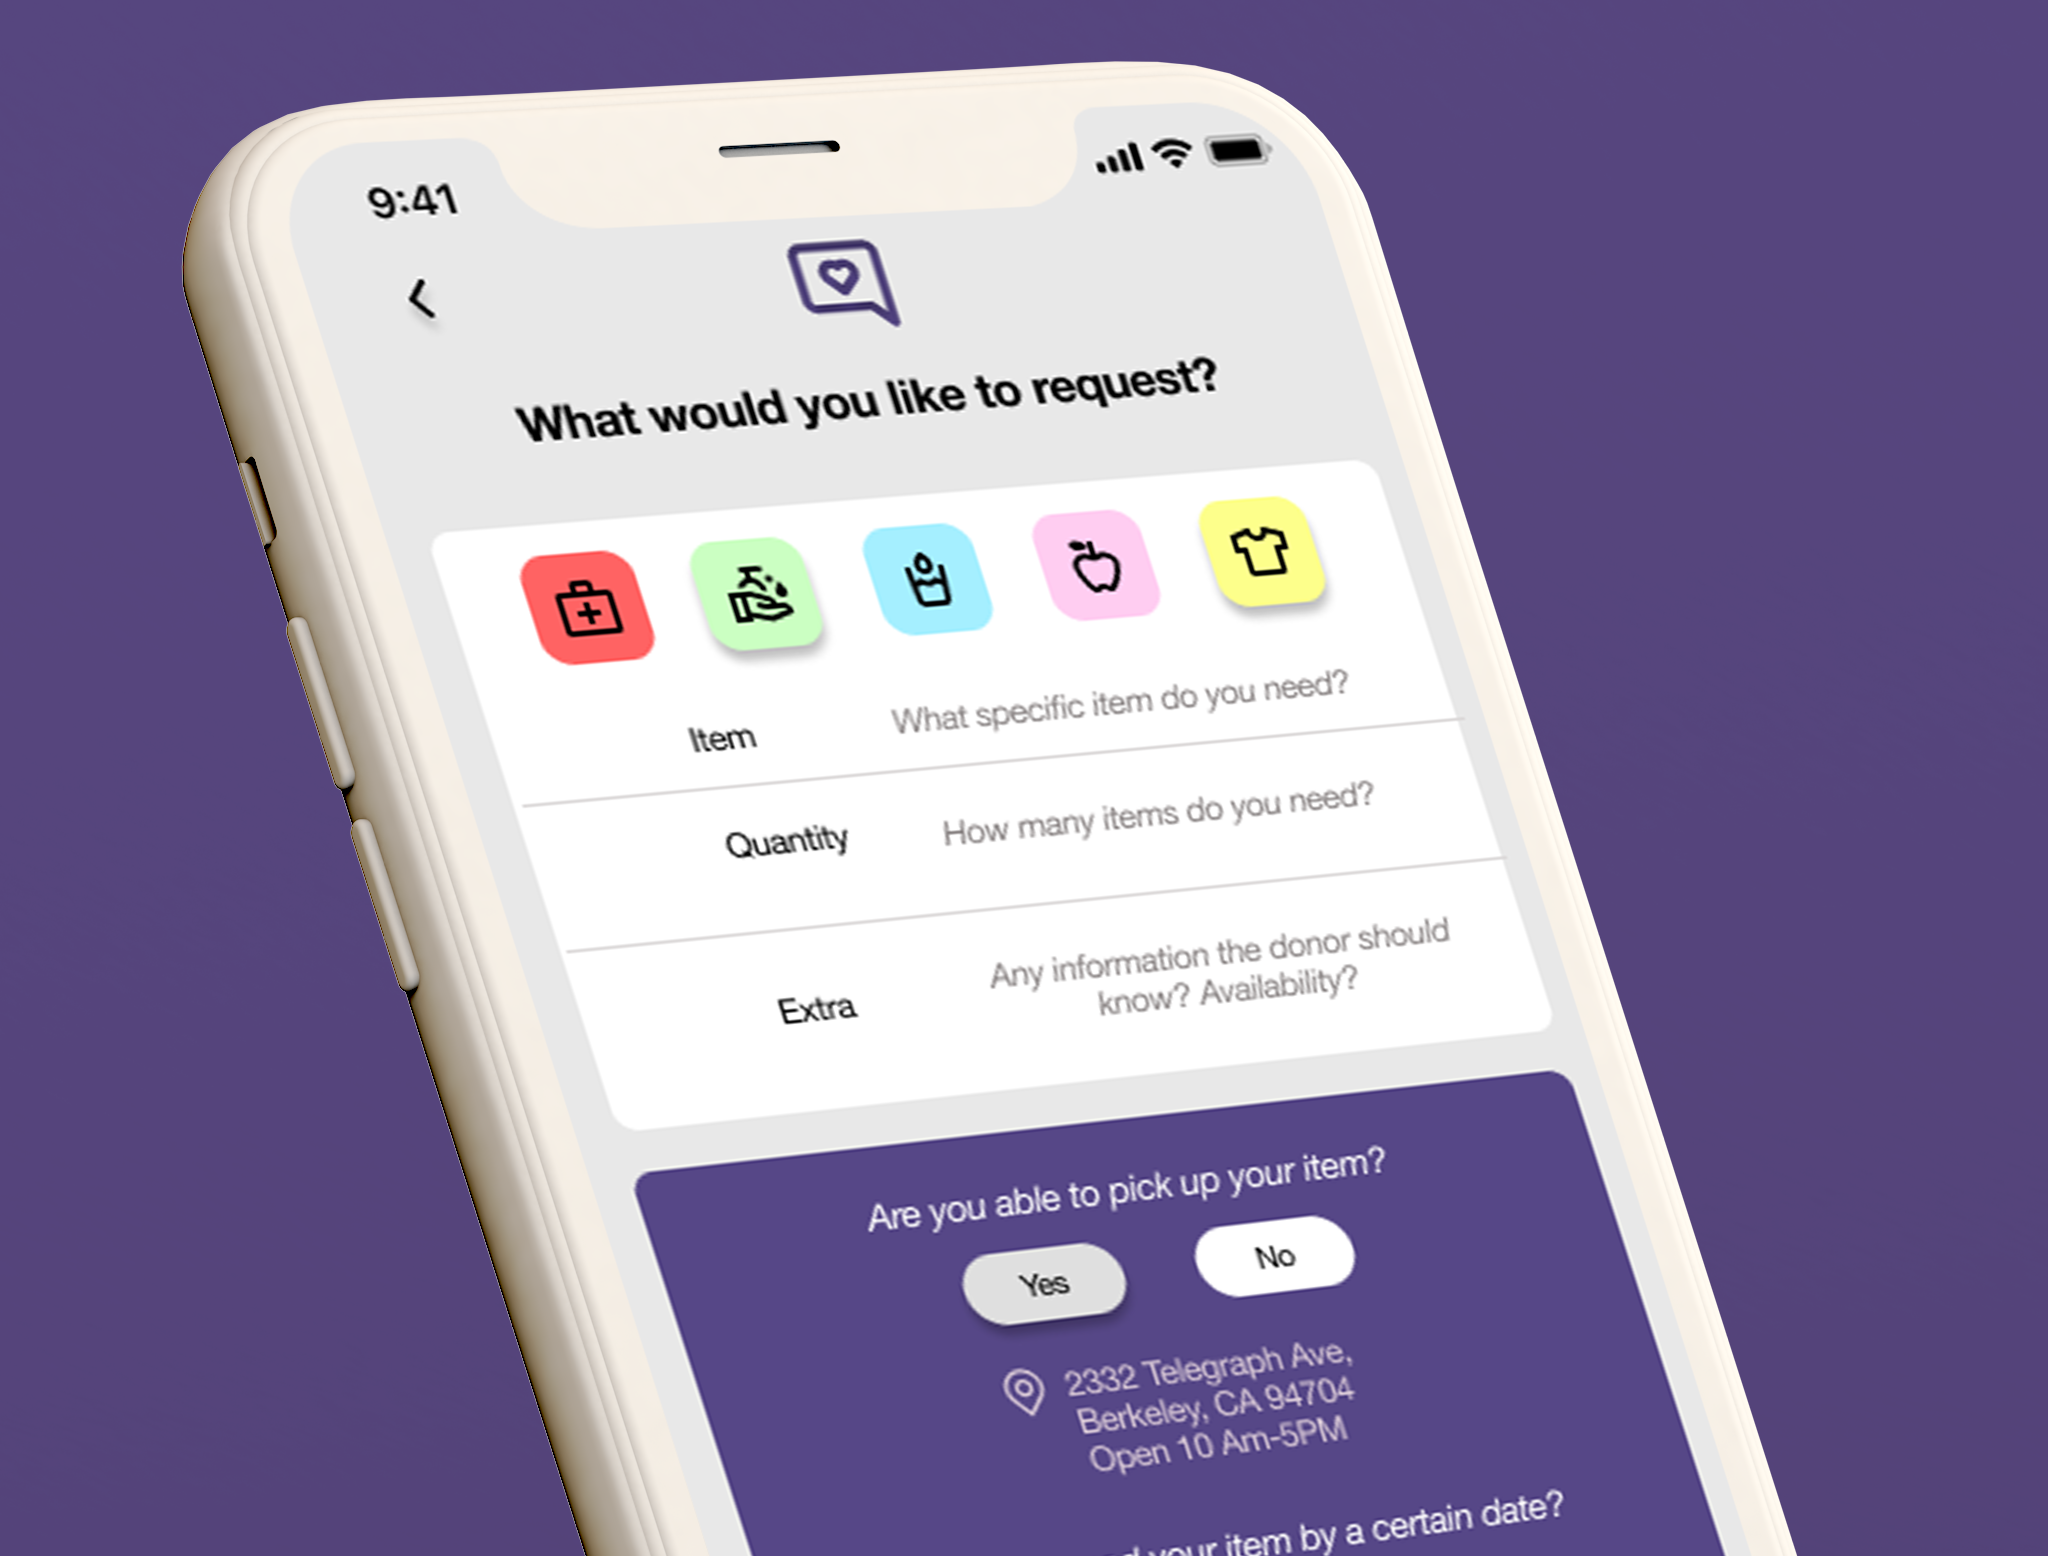 9:41
What would you like to request?
Item
What specific item do you need?
Quantity
How many items do you need?
Extra
Any information the donor should
know? Availability?
Are you able to pick up your item?
Yes
No
2332 Telegraph Ave,
Berkeley, CA 94704
Open 10 Am-5PM
your item by a certain date?